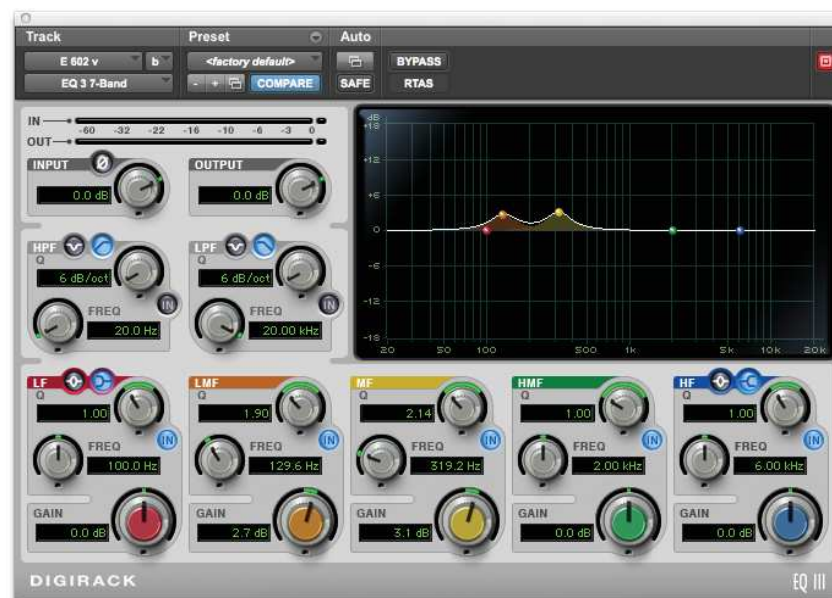 Track Preset Auto
E 602 v b <factory default>
BYPASS
EQ 3 7-Band - + COMPARE SAFE RTAS
IN
-60 -32 -22 -16 -10 -6 -3 0
OUT
INPUT Ø OUTPUT
0.0 dB 0.0 dB
HPF LPF
Q Q
6 dB/oct 6 dB/oct
IN IN
FREQ FREQ
20.0 Hz 20.00 kHz
dB
+18
+12
+6
0
-6
-12
-18
20 50 100 500 1k 5k 10k 20k
LF LMF MF HMF HF
Q Q Q Q Q
1.00 1.90 2.14 1.00 1.00
IN IN IN IN IN
FREQ FREQ FREQ FREQ FREQ
100.0 Hz 129.6 Hz 319.2 Hz 2.00 kHz 6.00 kHz
GAIN GAIN GAIN GAIN GAIN
0.0 dB 2.7 dB 3.1 dB 0.0 dB 0.0 dB
DIGIRACK EQ III